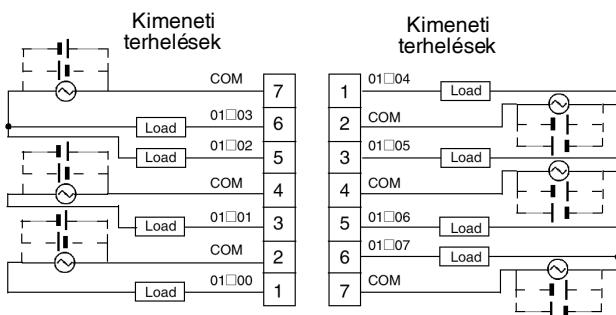 Kimeneti
terhelések
COM 7
Load 01□03 6
Load 01□02 5
COM 4
Load 01□01 3
COM 2
Load 01□00 1
Kimeneti
terhelések
1 01□04 Load
2 COM
3 01□05 Load
4 COM
5 01□06 Load
6 01□07 Load
7 COM